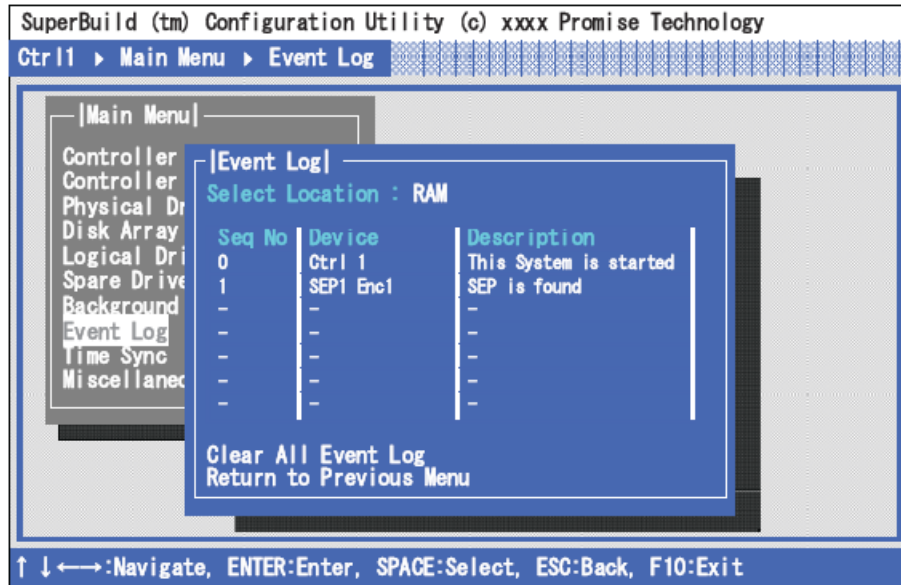 SuperBuild (tm) Configuration Utility (c) xxxx Promise Technology
Ctrl1 ▸ Main Menu ▸ Event Log
|Main Menu|
Controller
Controller
Physical Dr
Disk Array
Logical Dri
Spare Drive
Background
Event Log
Time Sync
Miscellaneo
|Event Log|
Select Location : RAM
Seq No Device Description
0 Ctrl 1 This System is started
1 SEP1 Enc1 SEP is found
- - -
- - -
- - -
- - -
- - -
Clear All Event Log
Return to Previous Menu
↑ ↓ ←→:Navigate, ENTER:Enter, SPACE:Select, ESC:Back, F10:Exit